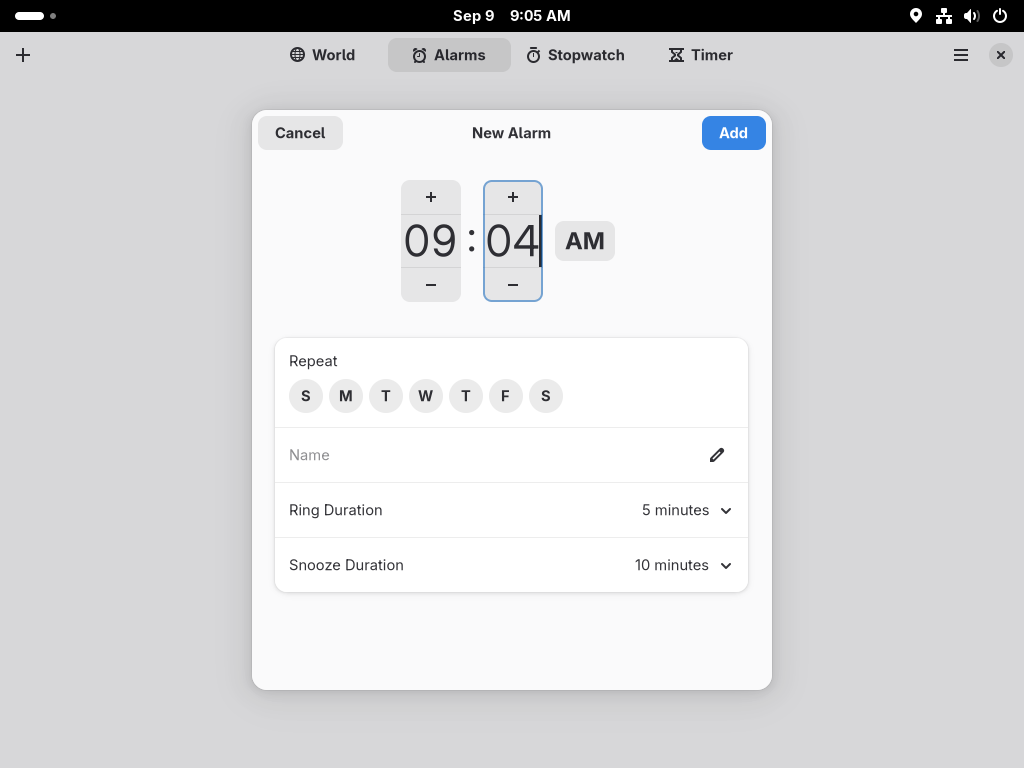 Sep 9 9:05 AM
World
Alarms
Stopwatch
Timer
Cancel
New Alarm
Add
+ +
09 : 04 AM
− −
Repeat
S M T W T F S
Name
Ring Duration 5 minutes
Snooze Duration 10 minutes